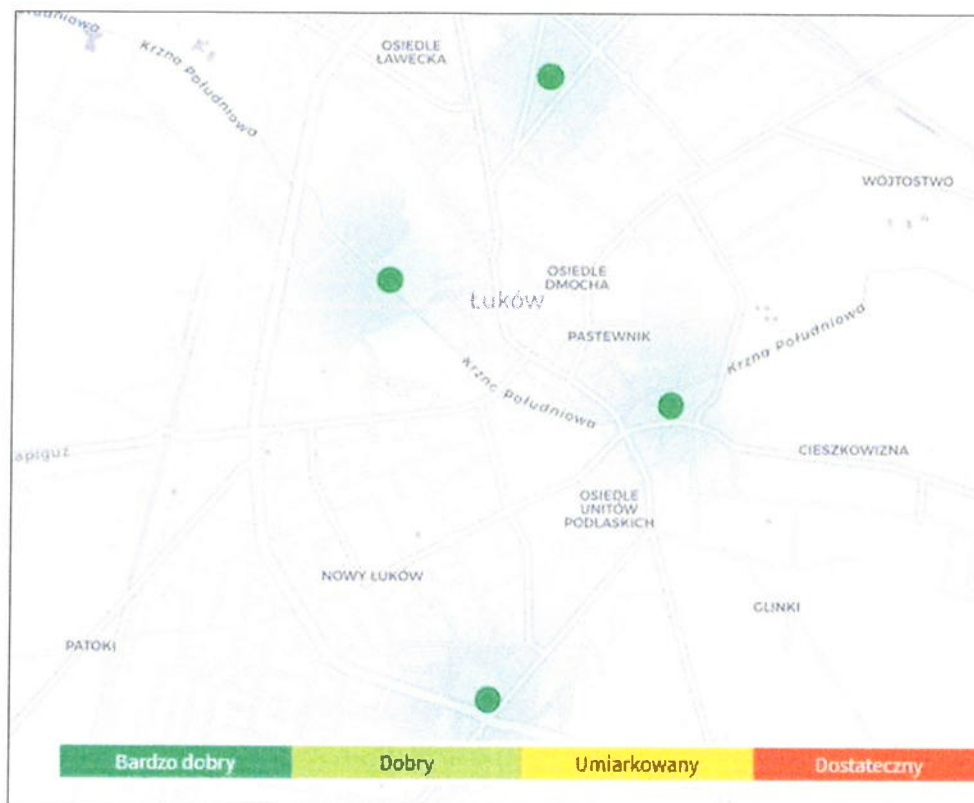 Krzna Południowa
OSIEDLE
ŁAWECKA
WÓJTOSTWO
OSIEDLE
DMOCHA
Łuków
PASTEWNIK
Krzna Południowa
Krzna Południowa
apiguz
CIESZKOWIZNA
OSIEDLE
UNITÓW
PODLASKICH
NOWY ŁUKÓW
GLINKI
PATOKI
Bardzo dobry
Dobry
Umiarkowany
Dostateczny